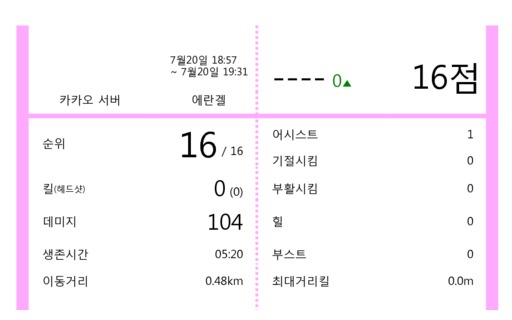 7월20일 18:57
~ 7월20일 19:31
카카오 서버
에란겔
---- 0▲
16점
순위
16 / 16
킬(헤드샷)
0 (0)
데미지
104
생존시간
05:20
이동거리
0.48km
어시스트
1
기절시킴
0
부활시킴
0
힐
0
부스트
0
최대거리킬
0.0m